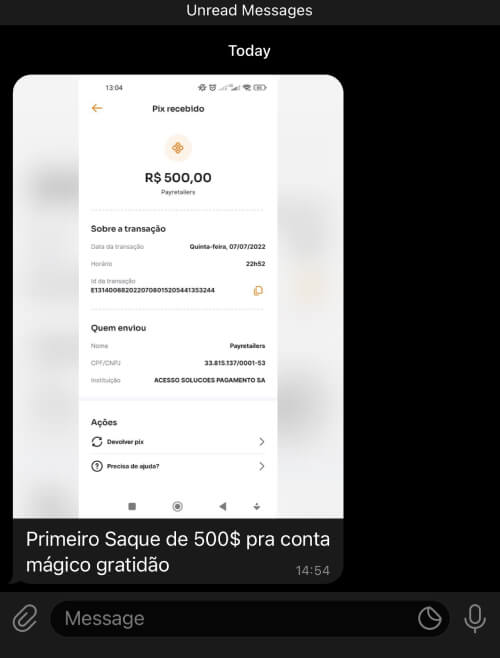 Unread Messages
Today
13:04
Pix recebido
R$ 500,00
Payretailers
Sobre a transação
Data da transação Quinta-feira, 07/07/2022
Horário 22h52
Id da transação
E13140088202207080152054413532​44
Quem enviou
Nome Payretailers
CPF/CNPJ 33.815.137/0001-53
Instituição ACESSO SOLUCOES PAGAMENTO SA
Ações
Devolver pix
Precisa de ajuda?
Primeiro Saque de 500$ pra conta
mágico gratidão
14:54
Message